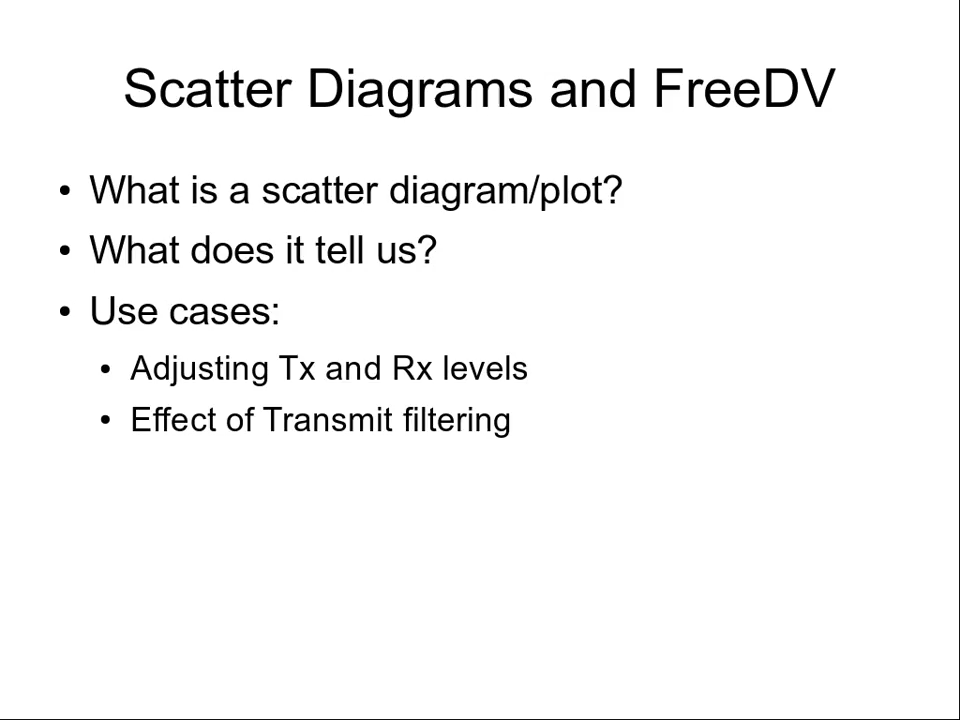 Scatter Diagrams and FreeDV
• What is a scatter diagram/plot?
• What does it tell us?
• Use cases:
• Adjusting Tx and Rx levels
• Effect of Transmit filtering